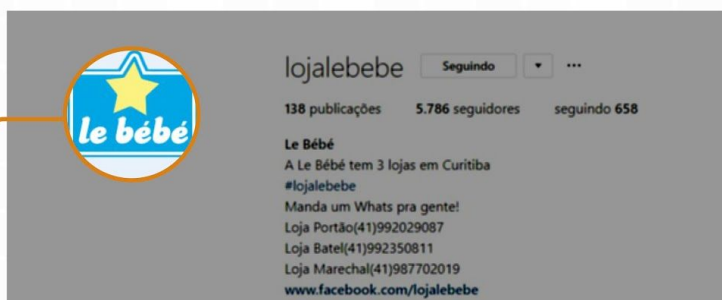 le bébé
lojalebebe Seguindo ▼ •••
138 publicações 5.786 seguidores seguindo 658
Le Bébé
A Le Bébé tem 3 lojas em Curitiba
#lojalebebe
Manda um Whats pra gente!
Loja Portão(41)992029087
Loja Batel(41)992350811
Loja Marechal(41)987702019
www.facebook.com/lojalebebe